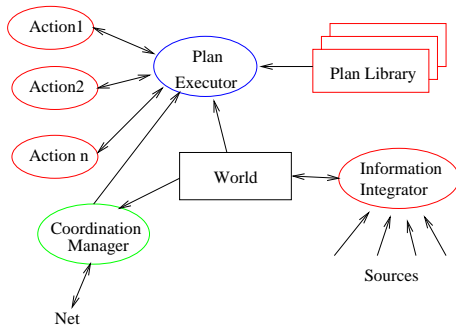 Action1
Plan
Executor
Plan Library
Action2
Action n
World
Information
Integrator
Coordination
Manager
Sources
Net